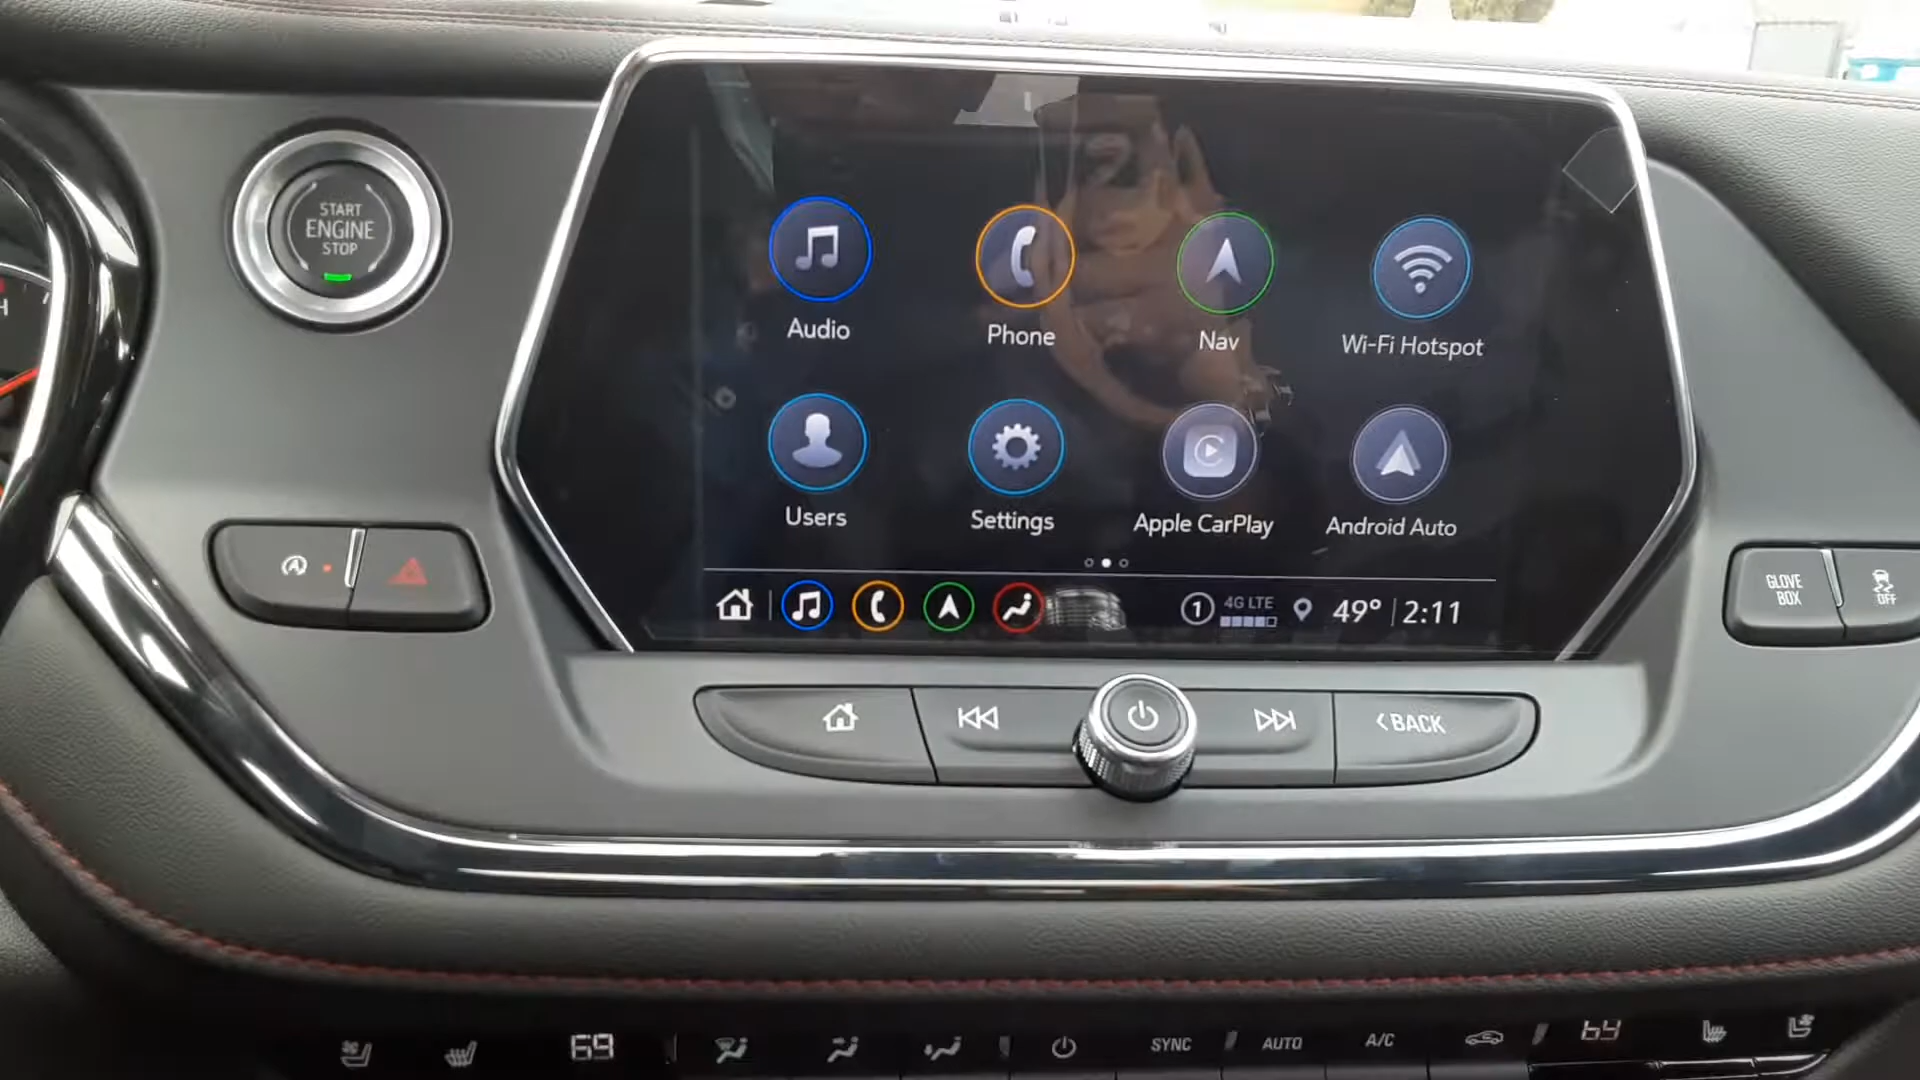 START
ENGINE
STOP
Audio
Phone
Nav
Wi-Fi Hotspot
Users
Settings
Apple CarPlay
Android Auto
1 4G LTE 49° 2:11
A
GLOVE
BOX
OFF
<BACK
69
SYNC
AUTO
A/C
69
H